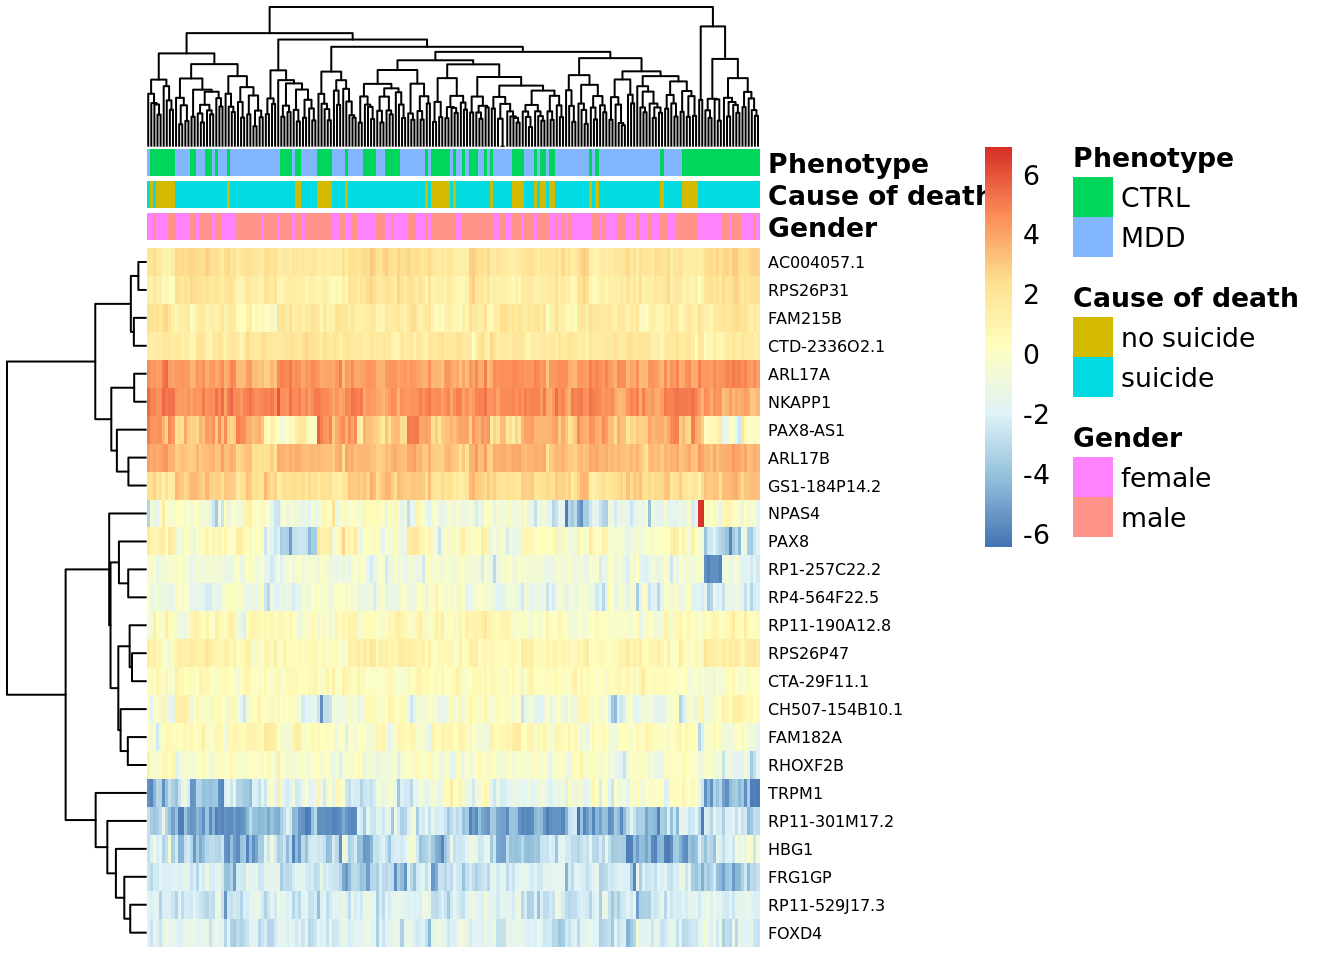 Phenotype
Cause of death
Gender
AC004057.1
RPS26P31
FAM215B
CTD-2336O2.1
ARL17A
NKAPP1
PAX8-AS1
ARL17B
GS1-184P14.2
NPAS4
PAX8
RP1-257C22.2
RP4-564F22.5
RP11-190A12.8
RPS26P47
CTA-29F11.1
CH507-154B10.1
FAM182A
RHOXF2B
TRPM1
RP11-301M17.2
HBG1
FRG1GP
RP11-529J17.3
FOXD4
6
4
2
0
-2
-4
-6
Phenotype
CTRL
MDD
Cause of death
no suicide
suicide
Gender
female
male